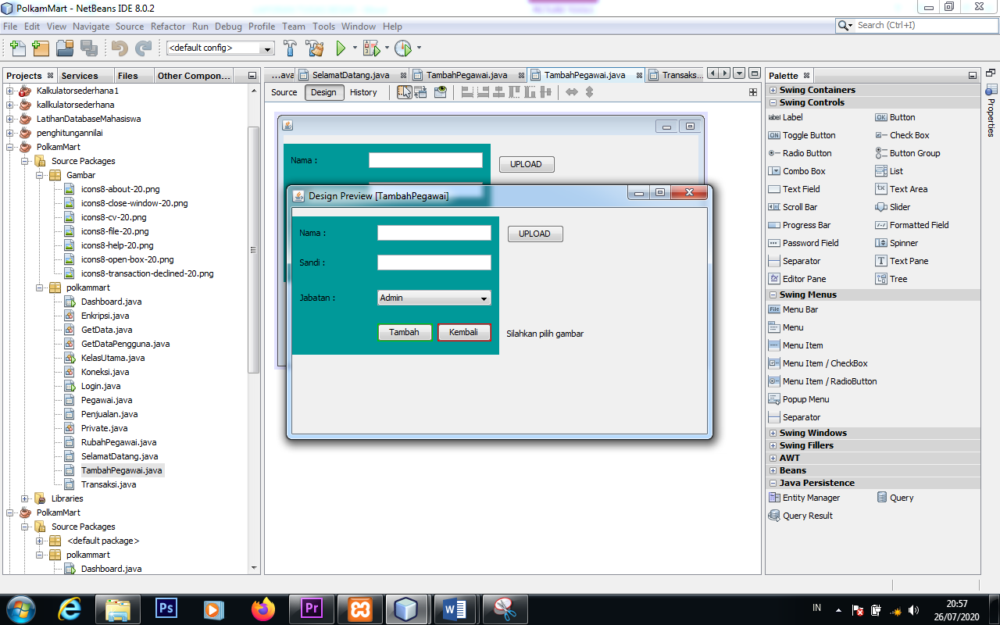 PolkamMart - NetBeans IDE 8.0.2
File Edit View Navigate Source Refactor Run Debug Profile Team Tools Window Help
Search (Ctrl+I)
<default config>
Projects Services Files Other Compon...
Kalkulatorsederhana1
kallkulatorsederhana
LatihanDatabaseMahasiswa
penghitungannilai
PolkamMart
Source Packages
Gambar
icons8-about-20.png
icons8-close-window-20.png
icons8-cv-20.png
icons8-file-20.png
icons8-help-20.png
icons8-open-box-20.png
icons8-transaction-declined-20.png
polkammart
Dashboard.java
Enkripsi.java
GetData.java
GetDataPengguna.java
KelasUtama.java
Koneksi.java
Login.java
Pegawai.java
Penjualan.java
Private.java
RubahPegawai.java
SelamatDatang.java
TambahPegawai.java
Transaksi.java
Libraries
PolkamMart
Source Packages
<default package>
polkammart
Dashboard.java
...ava SelamatDatang.java TambahPegawai.java TambahPegawai.java Transaks...
Source Design History
Nama :
UPLOAD
Design Preview [TambahPegawai]
Nama :
UPLOAD
Sandi :
Jabatan :
Admin
Tambah Kembali
Silahkan pilih gambar
Palette
Swing Containers
Swing Controls
label Label OK Button
ON Toggle Button Check Box
Radio Button Button Group
Combo Box List
Text Field Text Area
Scroll Bar Slider
Progress Bar Formatted Field
Password Field Spinner
Separator Text Pane
Editor Pane Tree
Swing Menus
File Menu Bar
Menu
Menu Item
Menu Item / CheckBox
Menu Item / RadioButton
Popup Menu
Separator
Swing Windows
Swing Fillers
AWT
Beans
Java Persistence
Entity Manager Query
Query Result
Properties
Ps
Pr
W
IN
20:57
26/07/2020